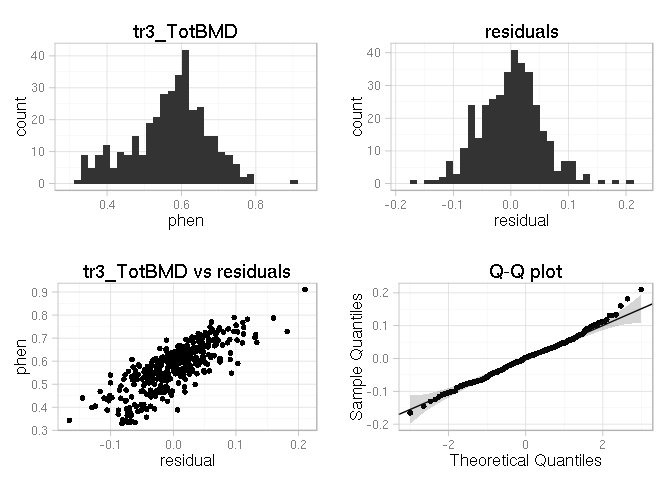 tr3_TotBMD
count
40
30
20
10
0
0.4 0.6 0.8
phen
residuals
count
40
30
20
10
0
-0.2 -0.1 0.0 0.1 0.2
residual
tr3_TotBMD vs residuals
phen
0.9
0.8
0.7
0.6
0.5
0.4
0.3
-0.1 0.0 0.1 0.2
residual
Q-Q plot
Sample Quantiles
0.2
0.1
0.0
-0.1
-0.2
-2 0 2
Theoretical Quantiles